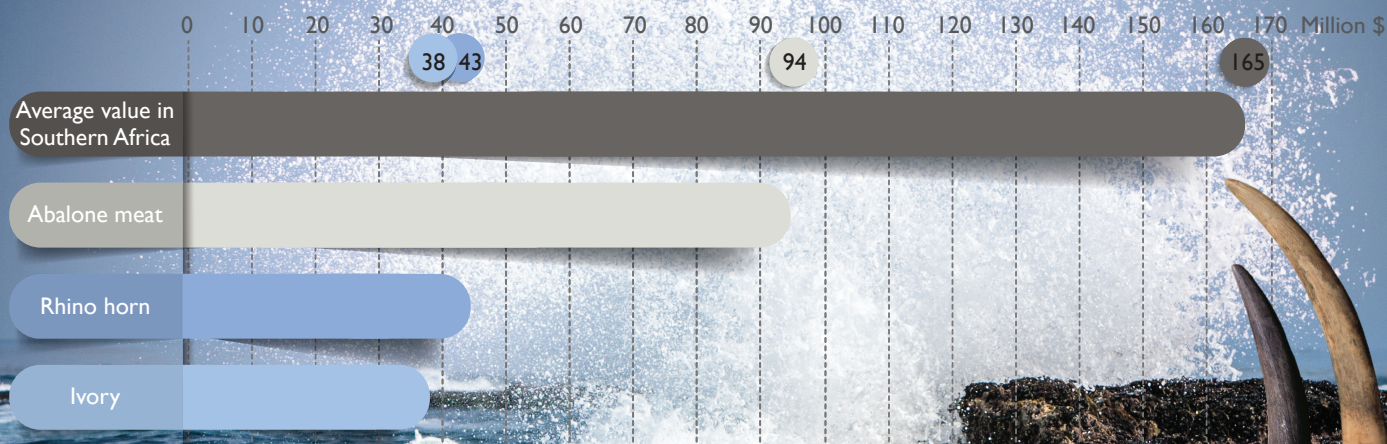 0 10 20 30 40 50 60 70 80 90 100 110 120 130 140 150 160 170 Million $
38 43 94 165
Average value in
Southern Africa
Abalone meat
Rhino horn
Ivory